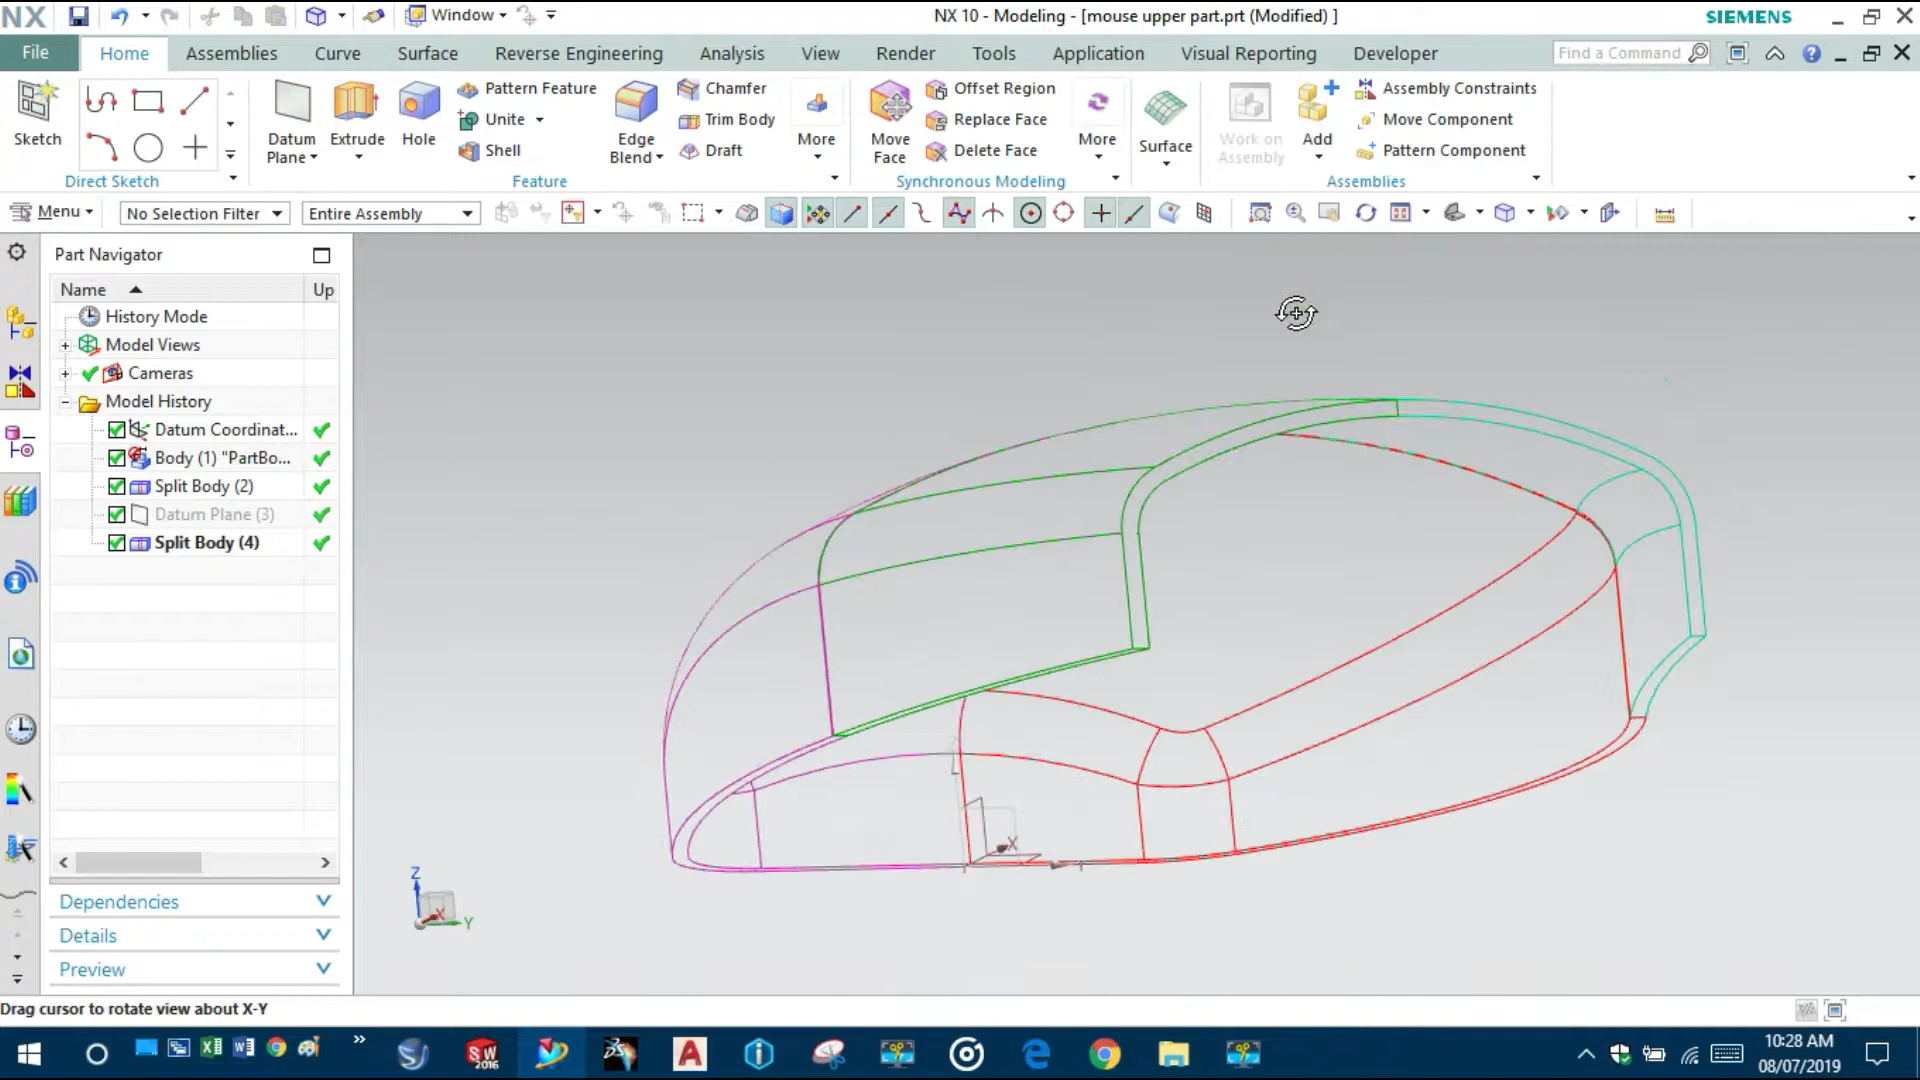 NX Window NX 10 - Modeling - [mouse upper part.prt (Modified) ] SIEMENS
File Home Assemblies Curve Surface Reverse Engineering Analysis View Render Tools Application Visual Reporting Developer Find a Command
Sketch
Direct Sketch
Datum Plane
Extrude
Hole
Pattern Feature
Unite
Shell
Edge Blend
Chamfer
Trim Body
Draft
More
Feature
Move Face
Offset Region
Replace Face
Delete Face
More
Synchronous Modeling
Surface
Work on Assembly
Add
Assembly Constraints
Move Component
Pattern Component
Assemblies
Menu No Selection Filter Entire Assembly
Part Navigator
Name Up
History Mode
Model Views
Cameras
Model History
Datum Coordinat...
Body (1) "PartBo...
Split Body (2)
Datum Plane (3)
Split Body (4)
Dependencies
Details
Preview
X
Z
X
Y
Drag cursor to rotate view about X-Y
SW
2016
A
10:28 AM
08/07/2019